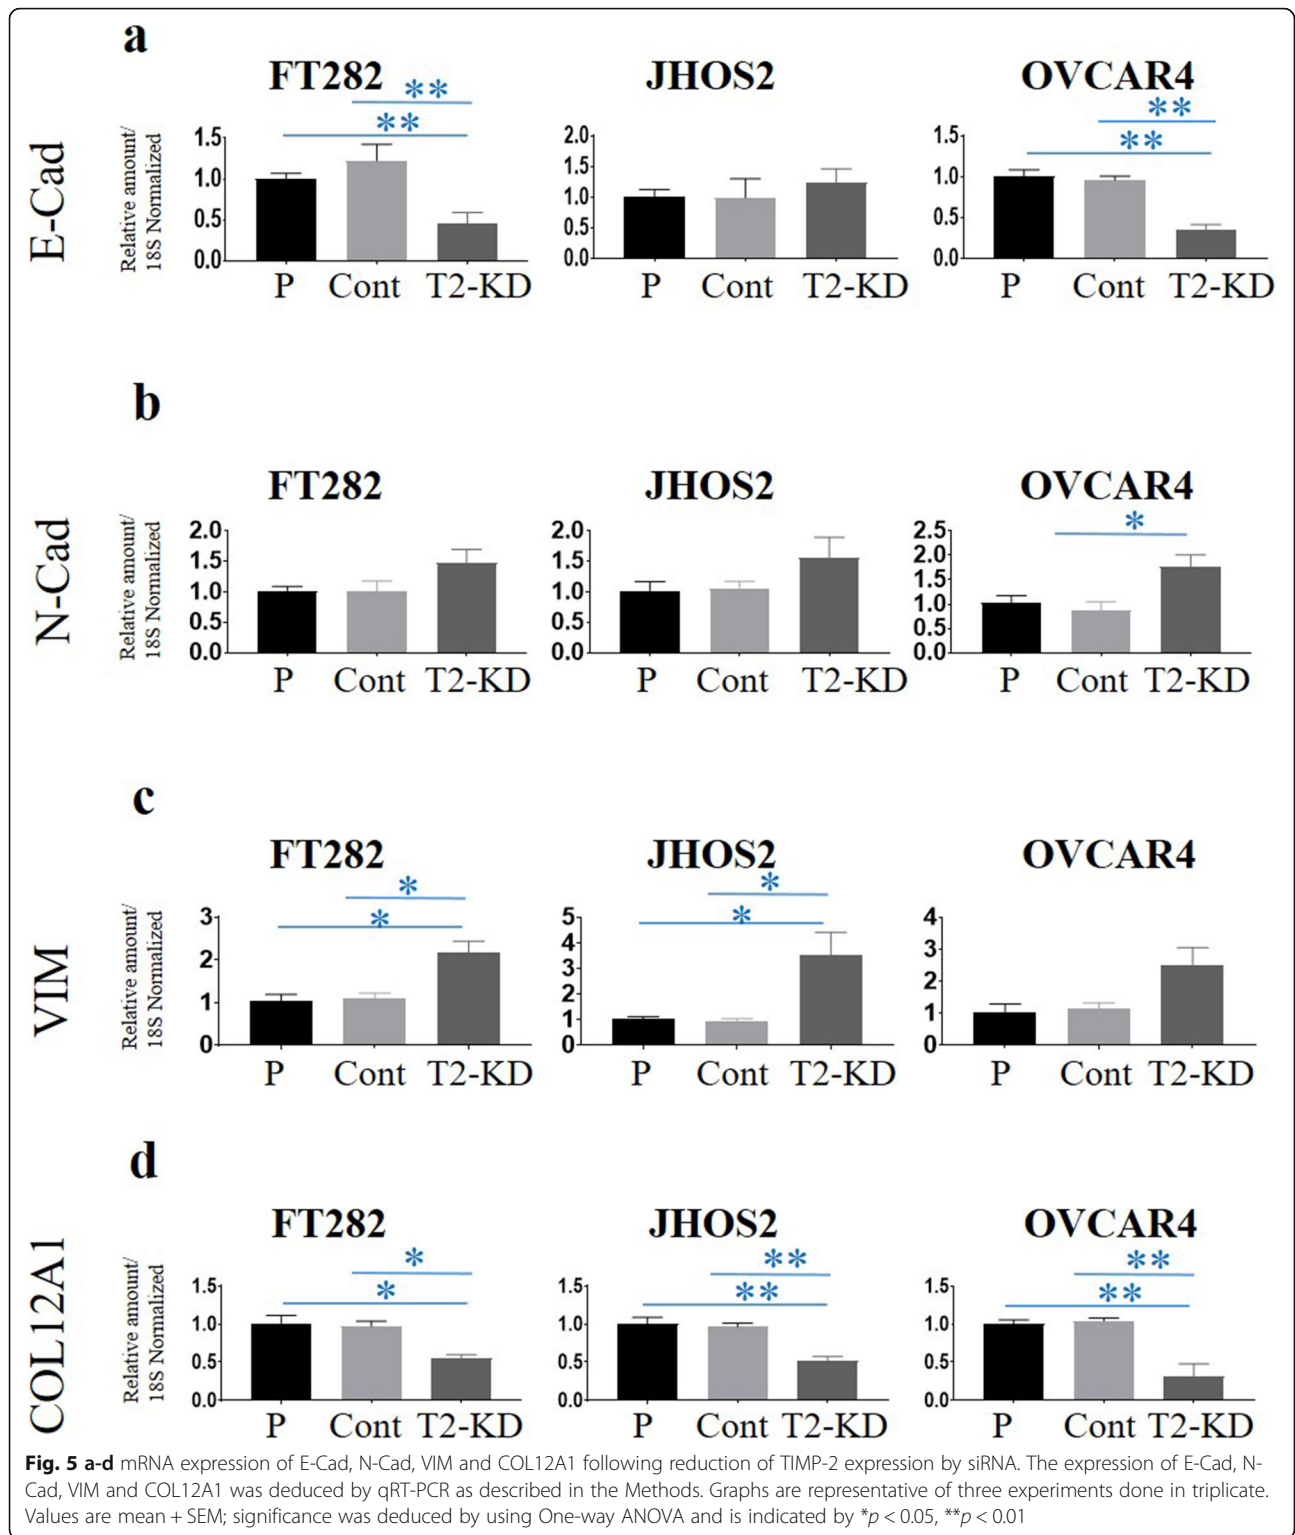 a
FT282 JHOS2 OVCAR4
** **
** **
E-Cad
Relative amount/
18S Normalized
1.5 2.0 1.5
1.0 1.5 1.0
0.5 1.0 0.5
0.0 0.5 0.0
0.0
P Cont T2-KD P Cont T2-KD P Cont T2-KD
b
FT282 JHOS2 OVCAR4
*
N-Cad
Relative amount/
18S Normalized
2.0 2.0 2.5
1.5 1.5 2.0
1.0 1.0 1.5
0.5 0.5 1.0
0.0 0.0 0.5
0.0
P Cont T2-KD P Cont T2-KD P Cont T2-KD
c
FT282 JHOS2 OVCAR4
* *
* *
VIM
Relative amount/
18S Normalized
3 5 4
2 4 3
1 3 2
0 2 1
1 0
0
P Cont T2-KD P Cont T2-KD P Cont T2-KD
d
FT282 JHOS2 OVCAR4
* ** **
* ** **
COL12A1
Relative amount/
18S Normalized
1.5 1.5 1.5
1.0 1.0 1.0
0.5 0.5 0.5
0.0 0.0 0.0
P Cont T2-KD P Cont T2-KD P Cont T2-KD
Fig. 5 a-d mRNA expression of E-Cad, N-Cad, VIM and COL12A1 following reduction of TIMP-2 expression by siRNA. The expression of E-Cad, N-
Cad, VIM and COL12A1 was deduced by qRT-PCR as described in the Methods. Graphs are representative of three experiments done in triplicate.
Values are mean + SEM; significance was deduced by using One-way ANOVA and is indicated by *p < 0.05, **p < 0.01